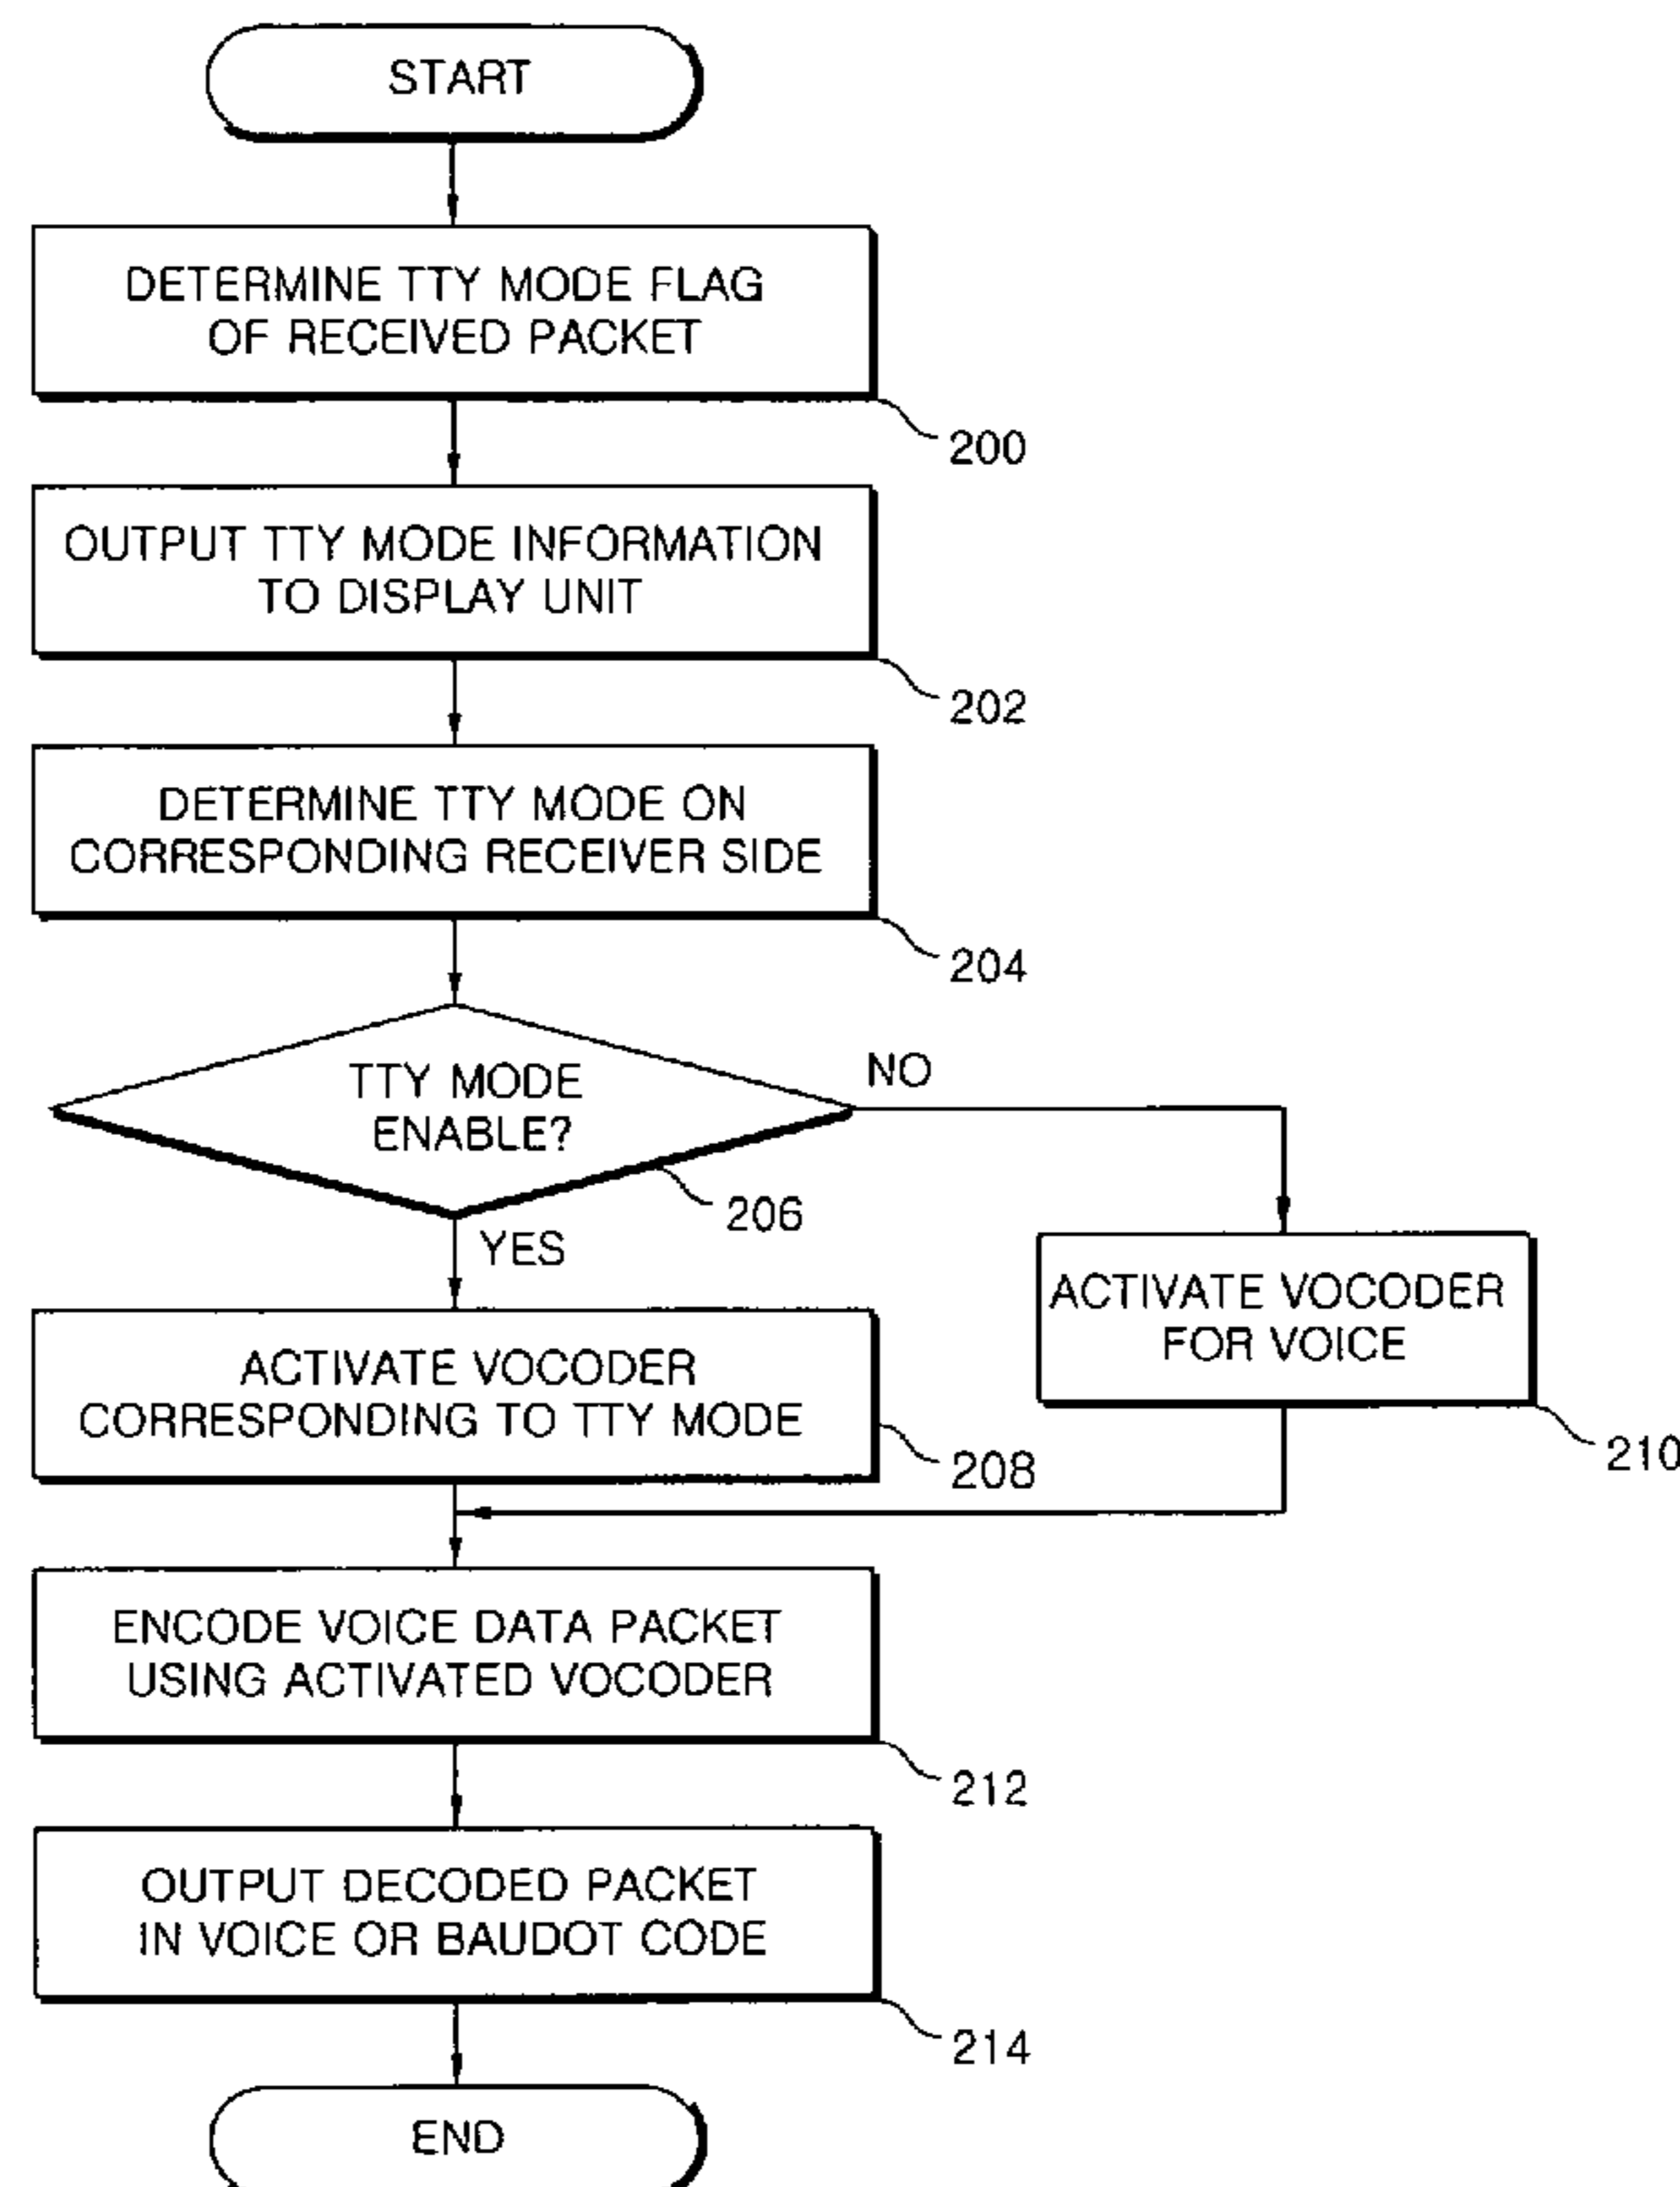 START
DETERMINE TTY MODE FLAG
OF RECEIVED PACKET
200
OUTPUT TTY MODE INFORMATION
TO DISPLAY UNIT
202
DETERMINE TTY MODE ON
CORRESPONDING RECEIVER SIDE
204
TTY MODE
ENABLE?
NO
206
YES
ACTIVATE VOCODER
FOR VOICE
210
ACTIVATE VOCODER
CORRESPONDING TO TTY MODE
208
ENCODE VOICE DATA PACKET
USING ACTIVATED VOCODER
212
OUTPUT DECODED PACKET
IN VOICE OR BAUDOT CODE
214
END